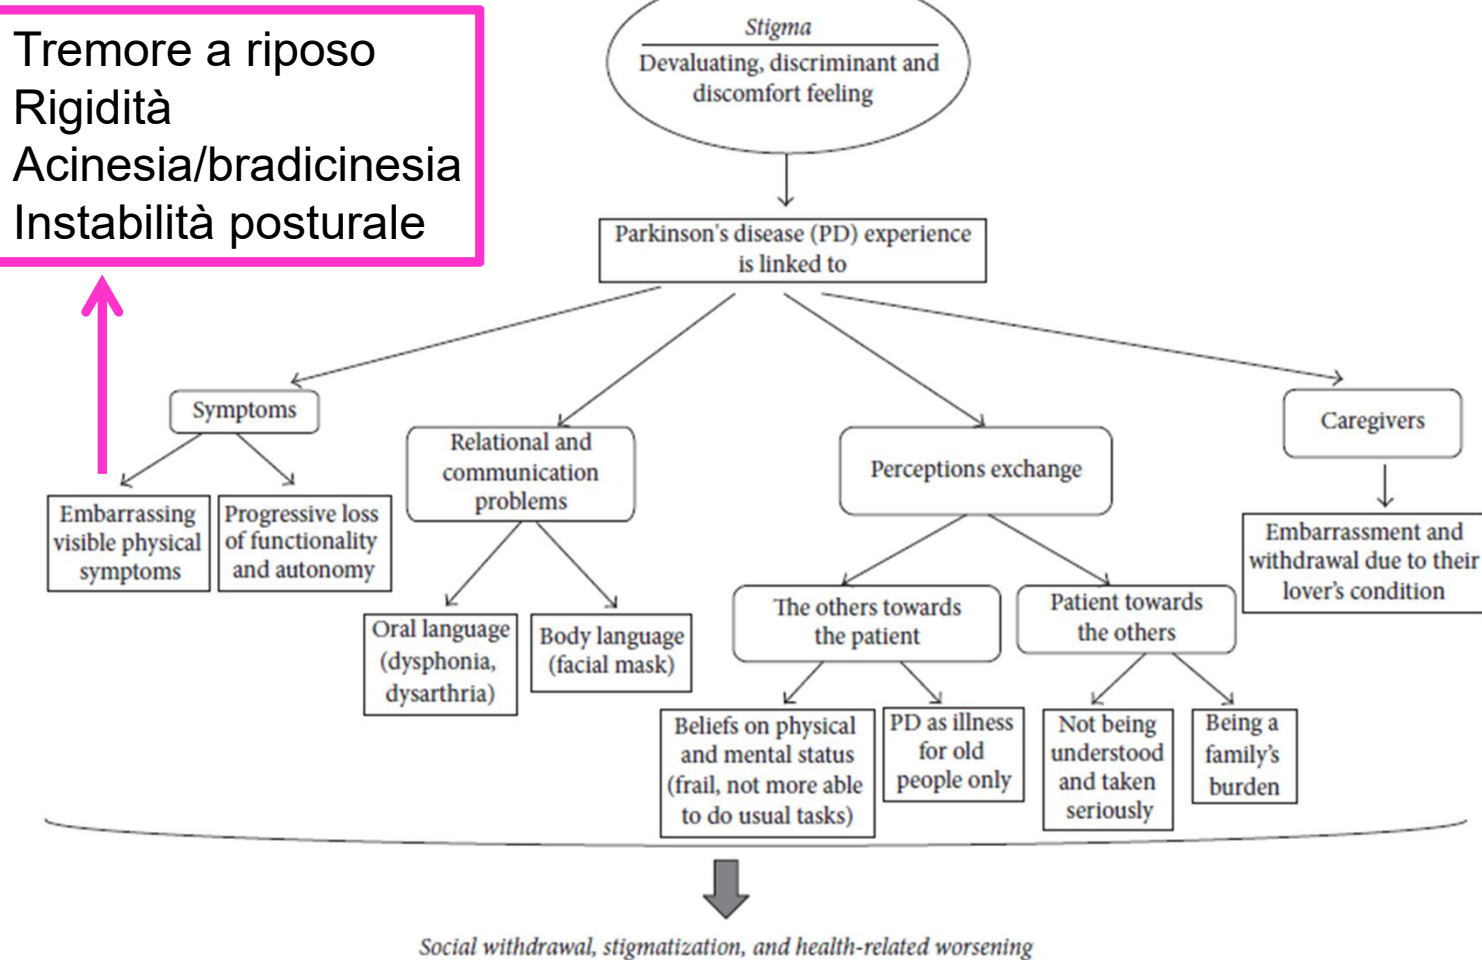 Tremore a riposo
Rigidità
Acinesia/bradicinesia
Instabilità posturale
Stigma
Devaluating, discriminant and
discomfort feeling
Parkinson's disease (PD) experience
is linked to
Symptoms
Embarrassing
visible physical
symptoms
Progressive loss
of functionality
and autonomy
Relational and
communication
problems
Oral language
(dysphonia,
dysarthria)
Body language
(facial mask)
Perceptions exchange
The others towards
the patient
Beliefs on physical
and mental status
(frail, not more able
to do usual tasks)
PD as illness
for old
people only
Patient towards
the others
Not being
understood
and taken
seriously
Being a
family's
burden
Caregivers
Embarrassment and
withdrawal due to their
lover's condition
Social withdrawal, stigmatization, and health-related worsening